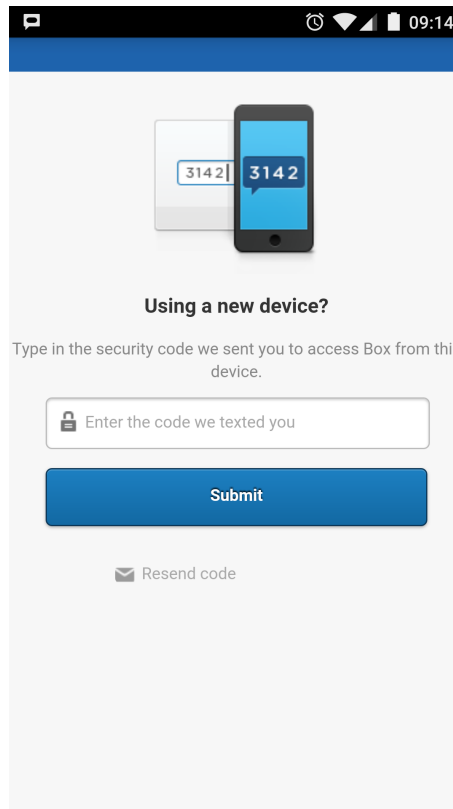 09:14
3142
3142
Using a new device?
Type in the security code we sent you to access Box from thi
device.
Enter the code we texted you
Submit
Resend code